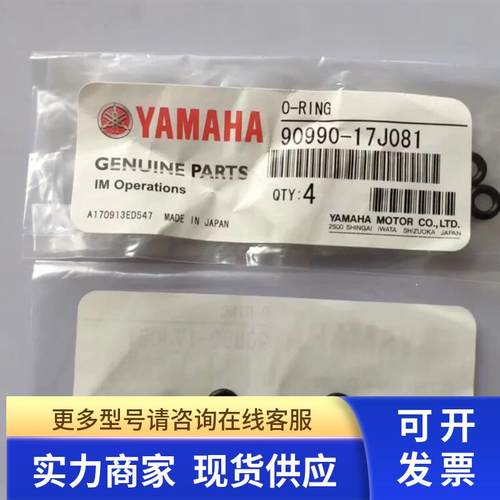 YAMAHA
GENUINE PARTS
IM Operations
A170913ED547 MADE IN JAPAN
O-RING
90990-17J081
QTY:4
YAMAHA MOTOR CO.,LTD.
2500 SHINGAI IWATA SHIZUOKA JAPAN
更多型号请咨询在线客服
实力商家 现货供应
可开
发票